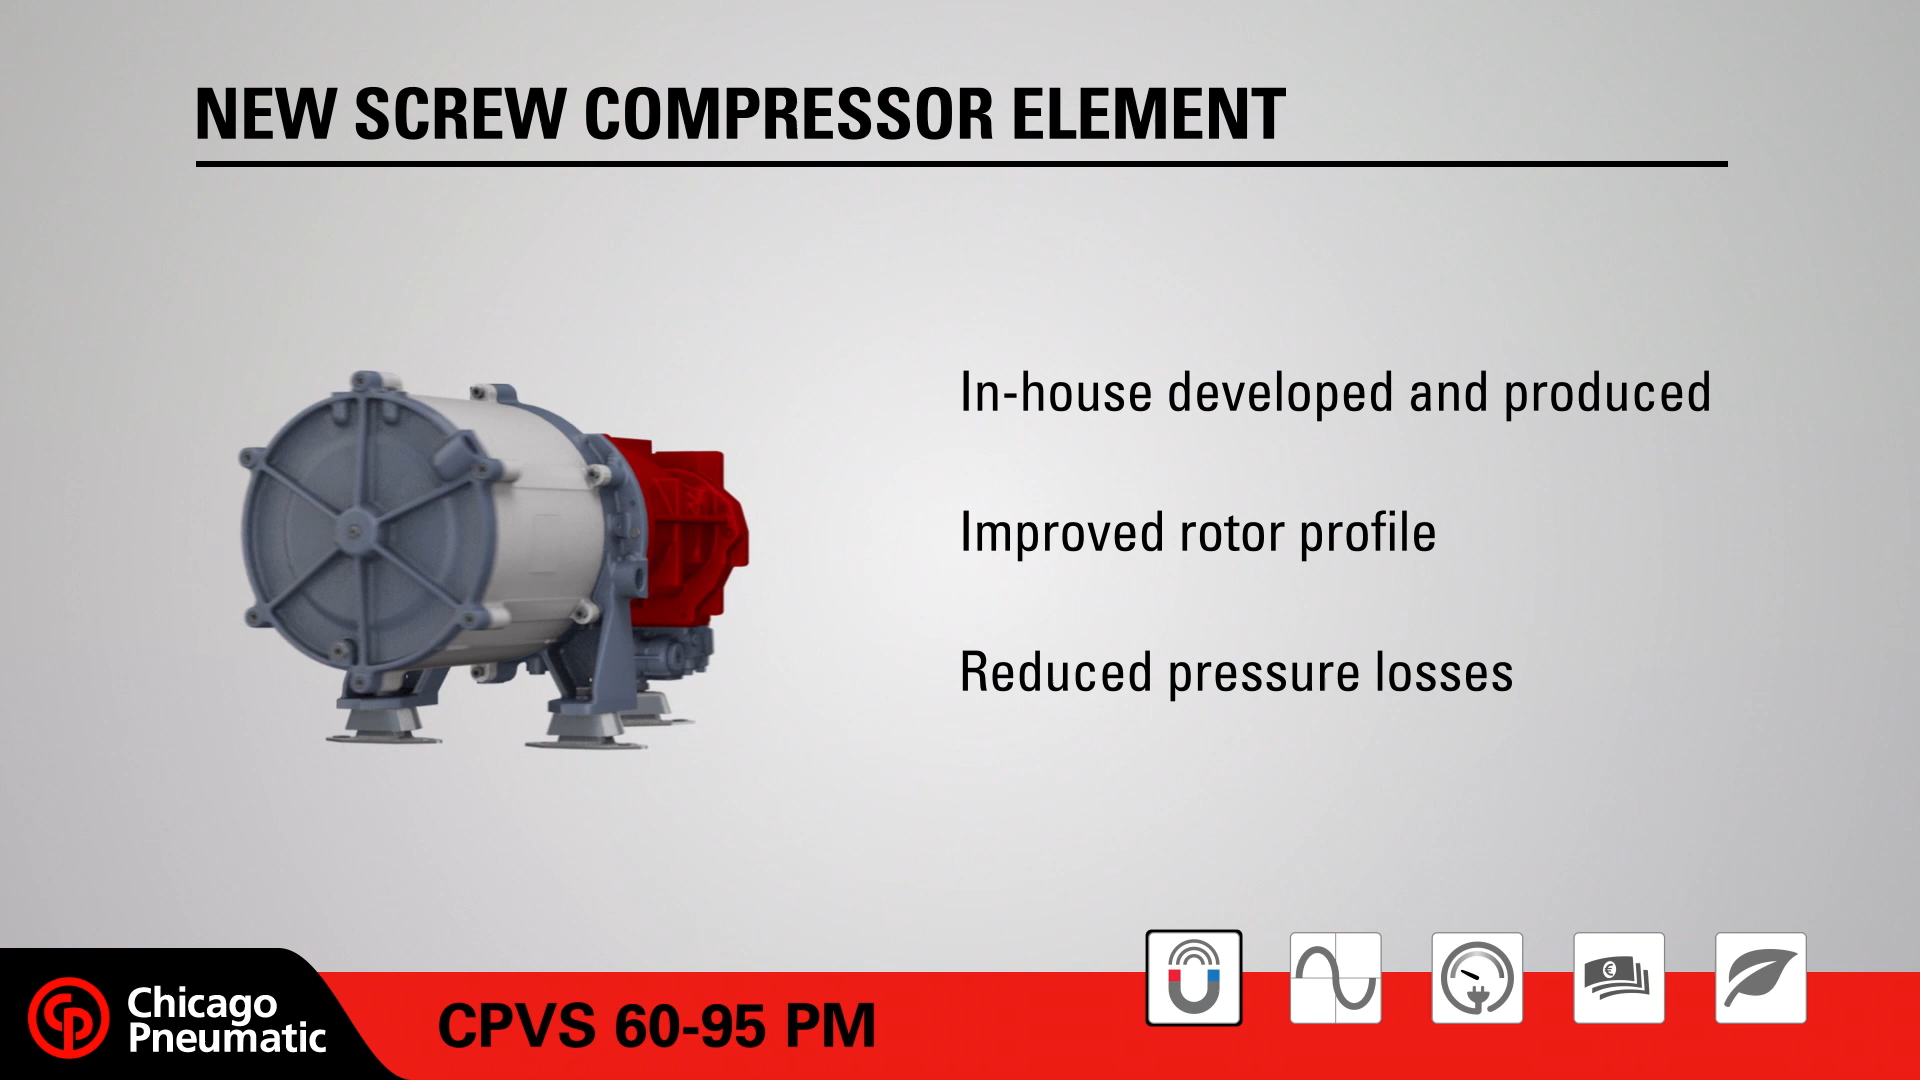 NEW SCREW COMPRESSOR ELEMENT
In-house developed and produced
Improved rotor profile
Reduced pressure losses
Chicago
Pneumatic
CPVS 60-95 PM